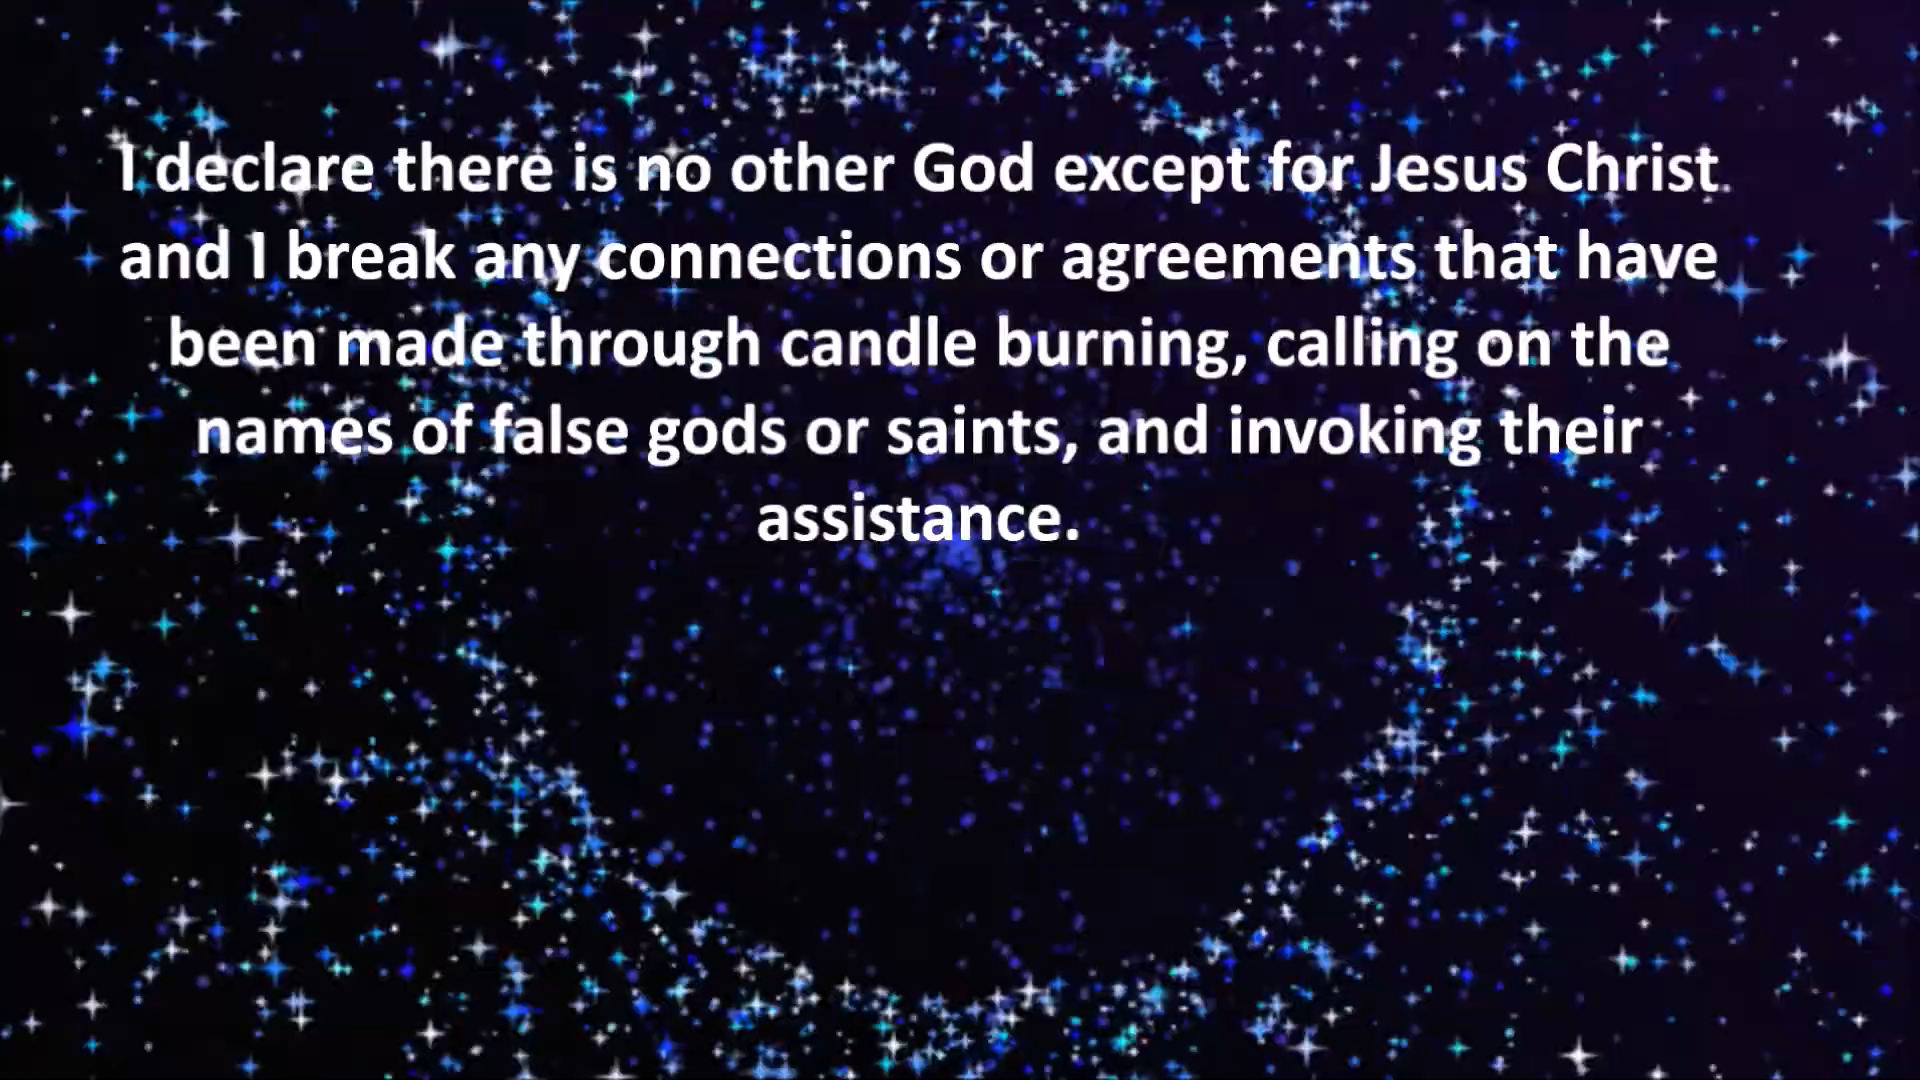 I declare there is no other God except for Jesus Christ
and I break any connections or agreements that have
been made through candle burning, calling on the
names of false gods or saints, and invoking their
assistance.